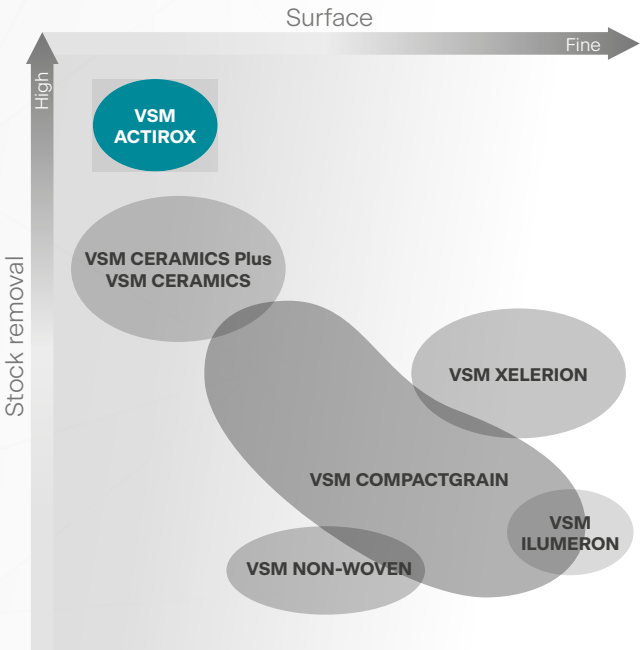 Surface
Fine
High
Stock removal
VSM
ACTIROX
VSM CERAMICS Plus
VSM CERAMICS
VSM XELERION
VSM COMPACTGRAIN
VSM
ILUMERON
VSM NON-WOVEN